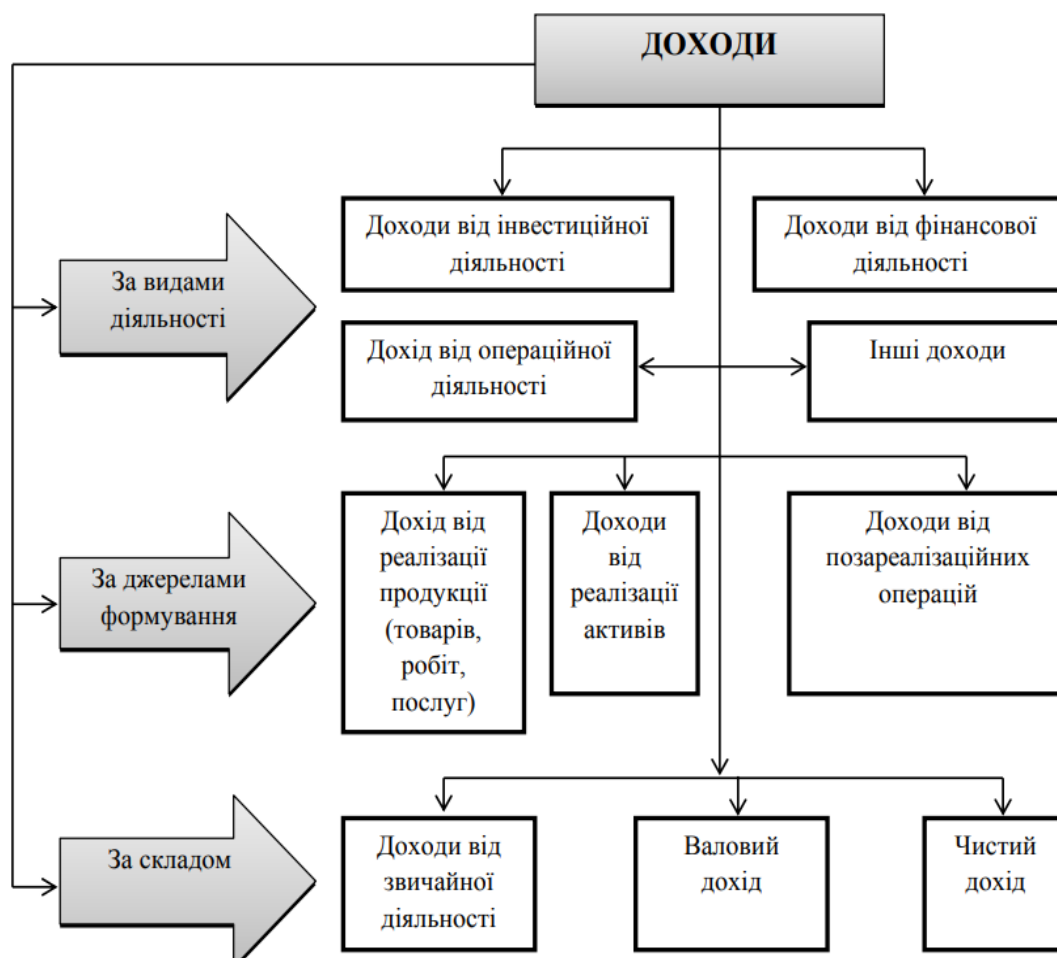 ДОХОДИ
За видами
діяльності
Доходи від інвестиційної
діяльності
Доходи від фінансової
діяльності
Дохід від операційної
діяльності
Інші доходи
За джерелами
формування
Дохід від
реалізації
продукції
(товарів,
робіт,
послуг)
Доходи
від
реалізації
активів
Доходи від
позареалізаційних
операцій
За складом
Доходи від
звичайної
діяльності
Валовий
дохід
Чистий
дохід